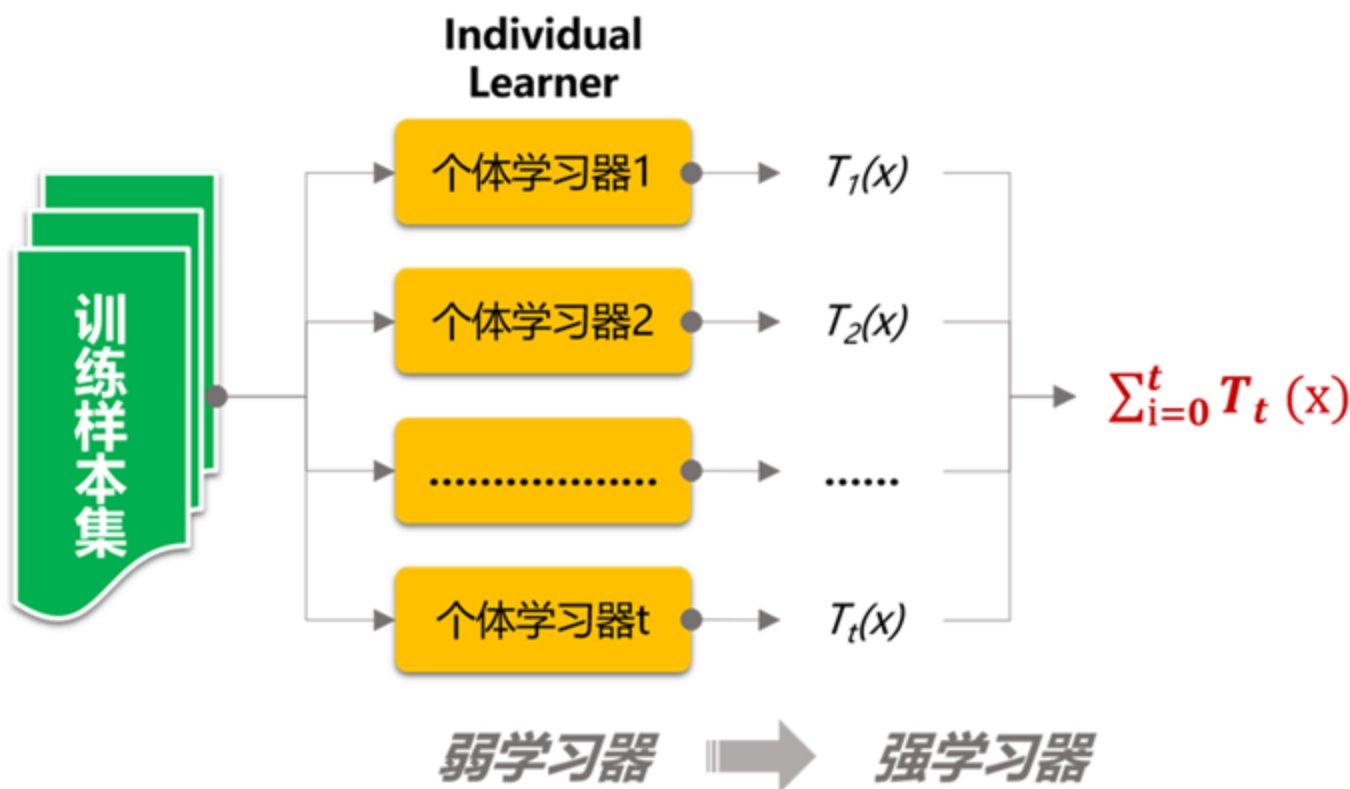 Individual
Learner
训练样本集
个体学习器1
T₁(x)
个体学习器2
T₂(x)
..................
......
个体学习器t
Tₜ(x)
∑ᵗᵢ₌₀ Tₜ (x)
弱学习器
强学习器